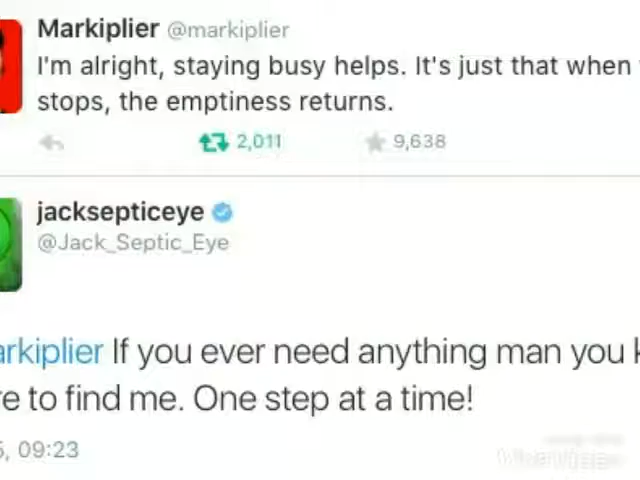 Markiplier @markiplier
I'm alright, staying busy helps. It's just that when
stops, the emptiness returns.
2,011 9,638
jacksepticeye
@Jack_Septic_Eye
arkiplier If you ever need anything man you k
re to find me. One step at a time!
5, 09:23